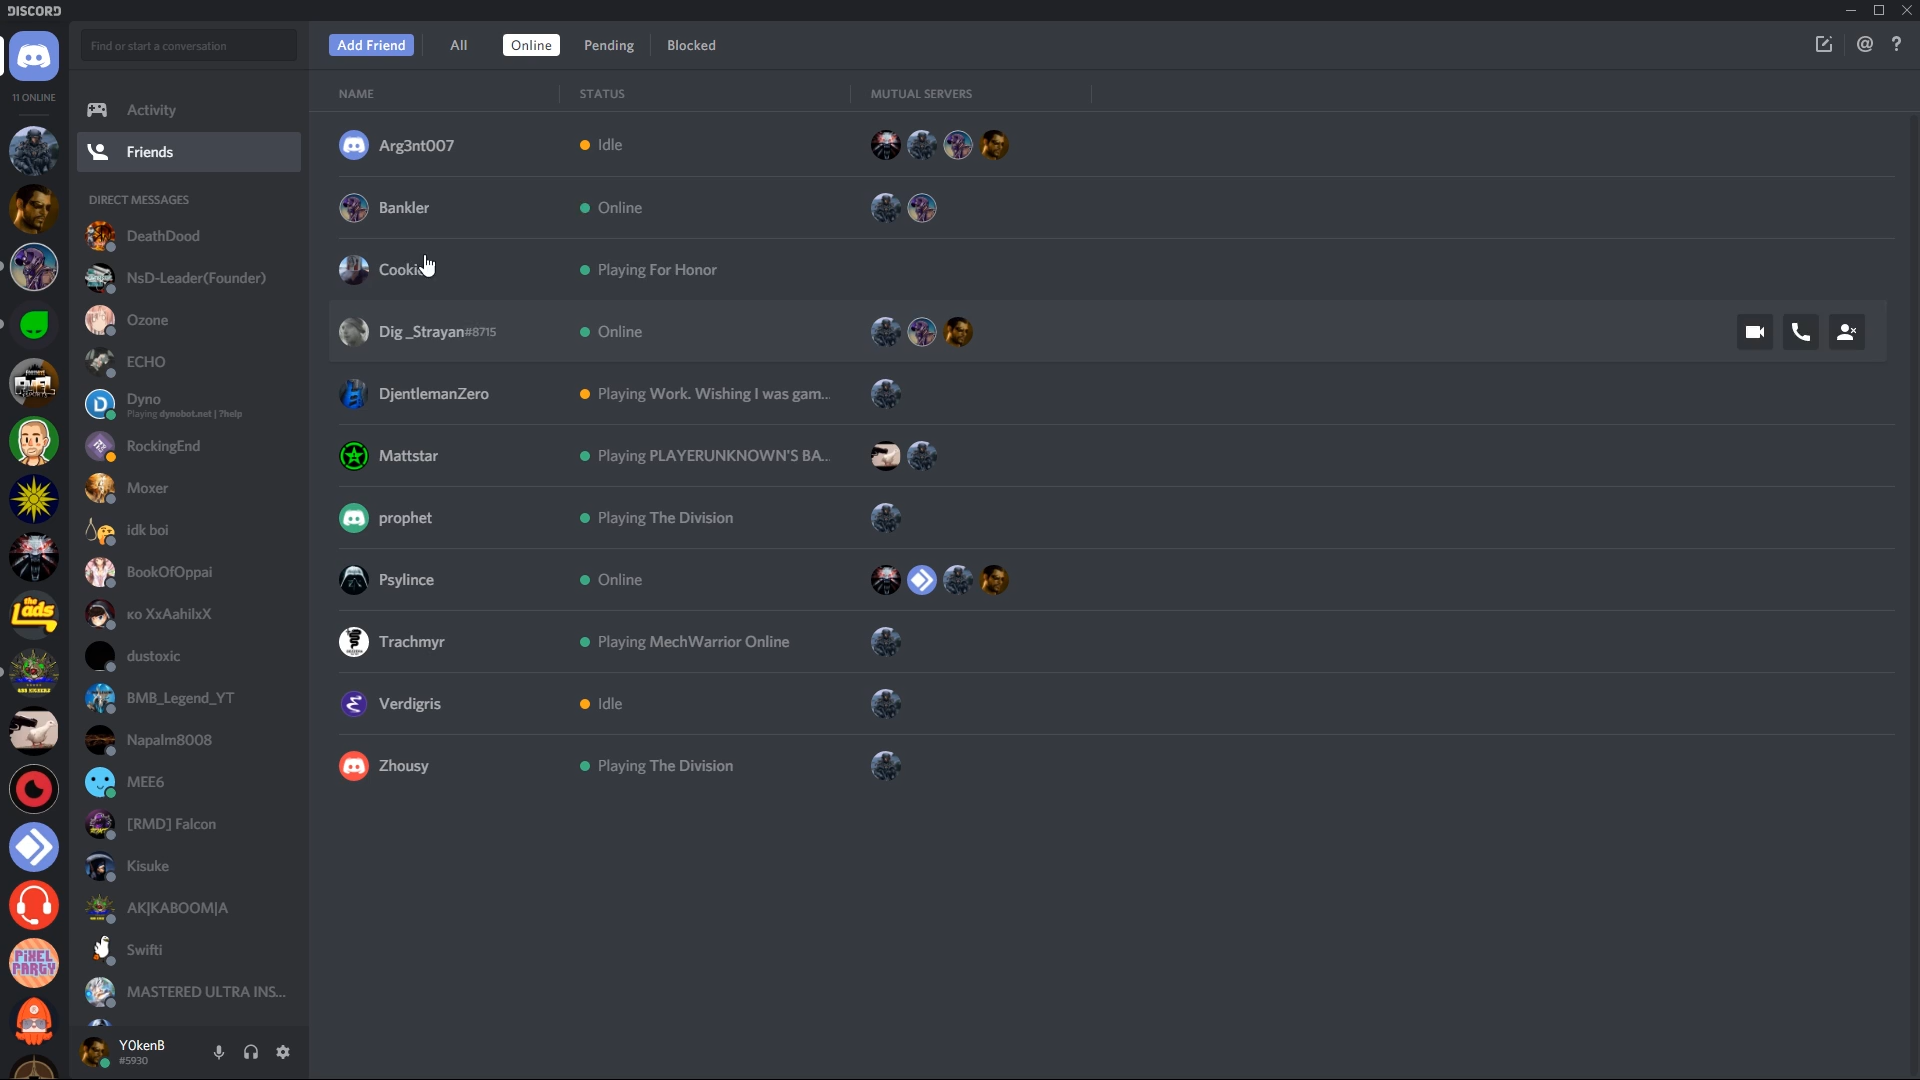 DISCORD
Find or start a conversation
Add Friend All Online Pending Blocked
@ ?
11 ONLINE
Activity
Friends
DIRECT MESSAGES
DeathDood
NsD-Leader(Founder)
Ozone
ECHO
Dyno
Playing dynobot.net | ?help
RockingEnd
Moxer
idk boi
BookOfOppai
ко XxAahilxX
dustoxic
BMB_Legend_YT
Napalm8008
MEE6
[RMD] Falcon
Kisuke
AK|KABOOM|A
Swifti
MASTERED ULTRA INS...
Y0kenB
#5930
NAME STATUS MUTUAL SERVERS
Arg3nt007 Idle
Bankler Online
Playing For Honor
Dig_Strayan#8715 Online
DjentlemanZero Playing Work. Wishing I was gam...
Mattstar Playing PLAYERUNKNOWN'S BA...
prophet Playing The Division
Psylince Online
Trachmyr Playing MechWarrior Online
Verdigris Idle
Zhousy Playing The Division
the
Lads
PiXEL
PARTY